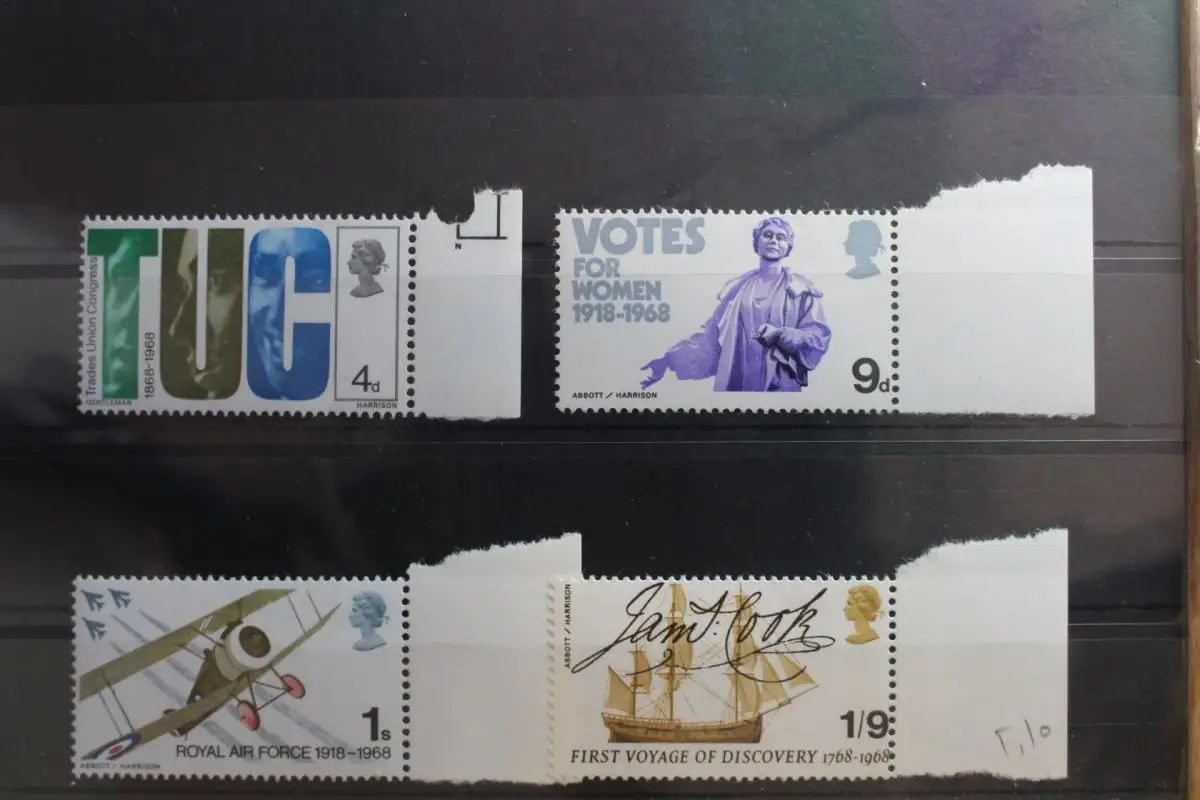 TUC
Trades Union Congress
1868-1968
4d
GENTLEMAN
HARRISON
N
VOTES
FOR
WOMEN
1918-1968
9d
ABBOTT / HARRISON
1s
ROYAL AIR FORCE 1918-1968
ABBOTT / HARRISON
ABBOTT / HARRISON
Jam.s Cook
1/9
FIRST VOYAGE OF DISCOVERY 1768-1968